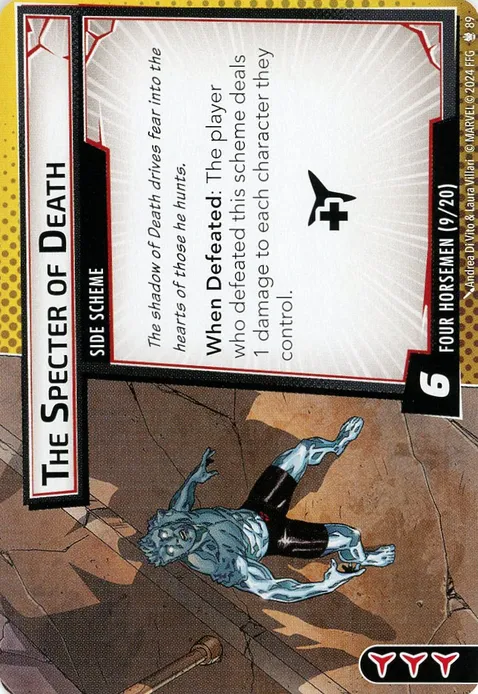 THE SPECTER OF DEATH
SIDE SCHEME
The shadow of Death drives fear into the
hearts of those he hunts.
When Defeated: The player
who defeated this scheme deals
1 damage to each character they
control.
6
FOUR HORSEMEN (9/20)
Andrea Di Vito & Laura Villari © MARVEL © 2024 FFG 89